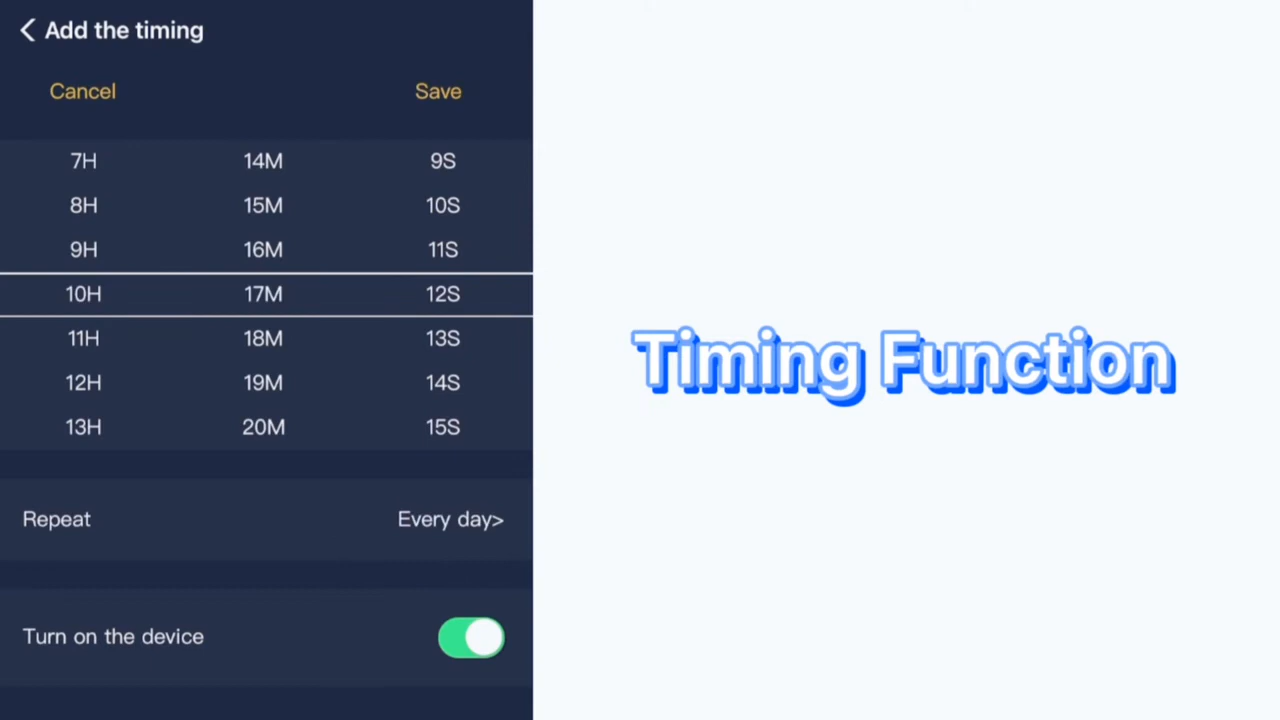 Add the timing
Cancel Save
7H 14M 9S
8H 15M 10S
9H 16M 11S
10H 17M 12S
11H 18M 13S
12H 19M 14S
13H 20M 15S
Repeat Every day>
Turn on the device
Timing Function